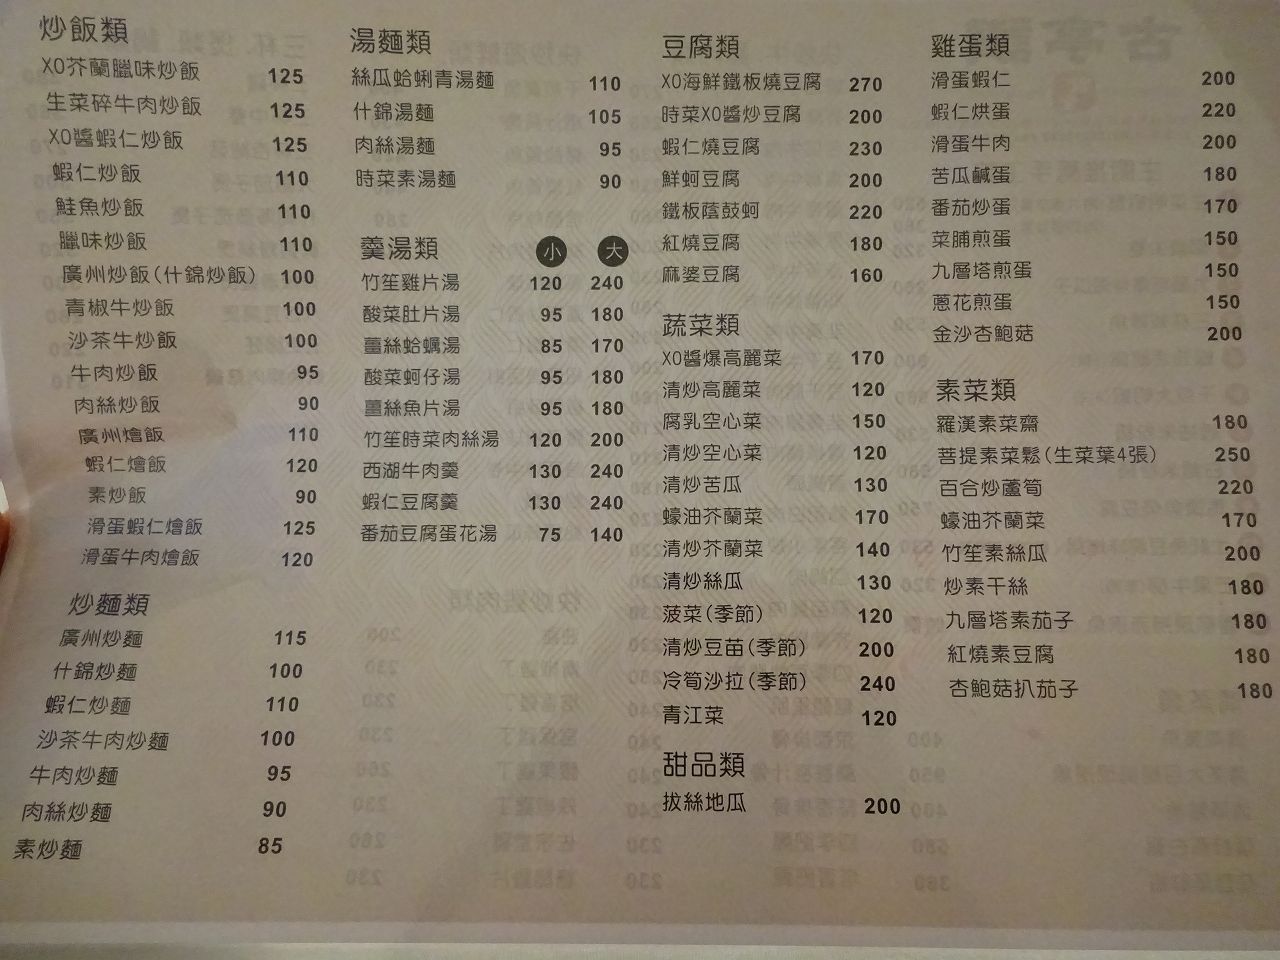 炒飯類
XO芥蘭臘味炒飯 125
生菜碎牛肉炒飯 125
XO醬蝦仁炒飯 125
蝦仁炒飯 110
鮭魚炒飯 110
臘味炒飯 110
廣州炒飯(什錦炒飯) 100
青椒牛炒飯 100
沙茶牛炒飯 100
牛肉炒飯 95
肉絲炒飯 90
廣州燴飯 110
蝦仁燴飯 120
素炒飯 90
滑蛋蝦仁燴飯 125
滑蛋牛肉燴飯 120
炒麵類
廣州炒麵 115
什錦炒麵 100
蝦仁炒麵 110
沙茶牛肉炒麵 100
牛肉炒麵 95
肉絲炒麵 90
素炒麵 85
湯麵類
絲瓜蛤蜊青湯麵 110
什錦湯麵 105
肉絲湯麵 95
時菜素湯麵 90
羹湯類 小 大
竹笙雞片湯 120 240
酸菜肚片湯 95 180
薑絲蛤蠣湯 85 170
酸菜蚵仔湯 95 180
薑絲魚片湯 95 180
竹笙時菜肉絲湯 120 200
西湖牛肉羹 130 240
蝦仁豆腐羹 130 240
番茄豆腐蛋花湯 75 140
豆腐類
XO海鮮鐵板燒豆腐 270
時菜XO醬炒豆腐 200
蝦仁燒豆腐 230
鮮蚵豆腐 200
鐵板蔭鼓蚵 220
紅燒豆腐 180
麻婆豆腐 160
蔬菜類
XO醬爆高麗菜 170
清炒高麗菜 120
腐乳空心菜 150
清炒空心菜 120
清炒苦瓜 130
蠔油芥蘭菜 170
清炒芥蘭菜 140
清炒絲瓜 130
菠菜(季節) 120
清炒豆苗(季節) 200
冷筍沙拉(季節) 240
青江菜 120
甜品類
拔絲地瓜 200
雞蛋類
滑蛋蝦仁 200
蝦仁烘蛋 220
滑蛋牛肉 200
苦瓜鹹蛋 180
番茄炒蛋 170
菜脯煎蛋 150
九層塔煎蛋 150
蔥花煎蛋 150
金沙杏鮑菇 200
素菜類
羅漢素菜齋 180
菩提素菜鬆(生菜葉4張) 250
百合炒蘆筍 220
蠔油芥蘭菜 170
竹笙素絲瓜 200
炒素干絲 180
九層塔素茄子 180
紅燒素豆腐 180
杏鮑菇扒茄子 180